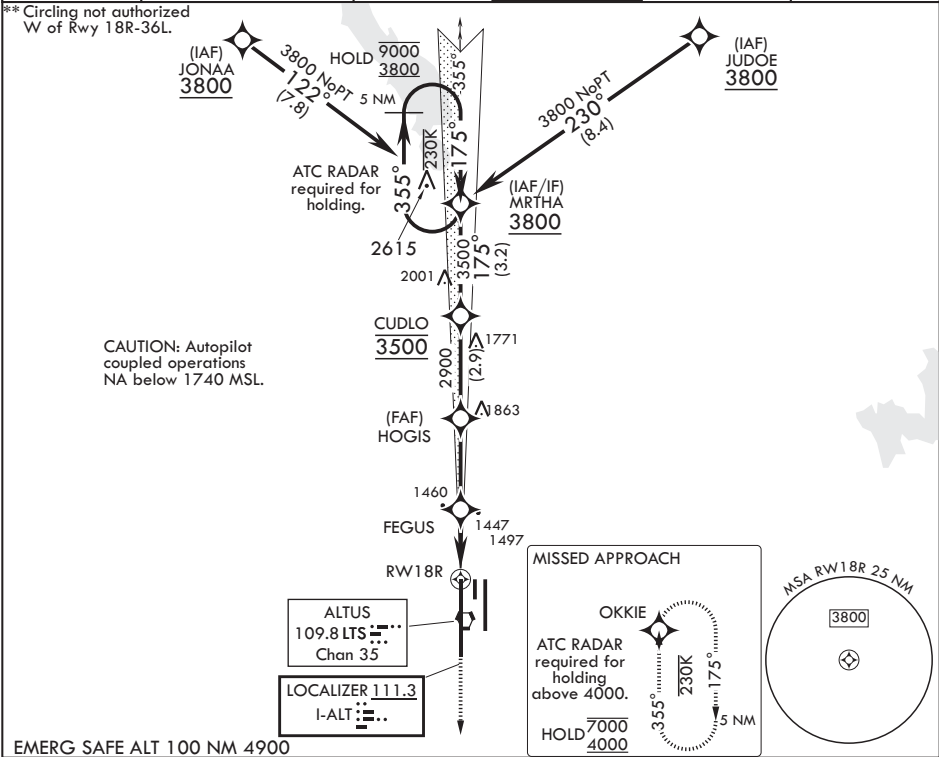 ** Circling not authorized
W of Rwy 18R-36L.
(IAF)
JONAA
3800
3800 NoPT
122°
(7.8)
HOLD 9000
3800
5 NM
355°
175°
230K
355°
ATC RADAR
required for
holding.
2615
(IAF)
JUDOE
3800
3800 NoPT
230°
(8.4)
(IAF/IF)
MRTHA
3800
3500
175°
(3.2)
2001
CUDLO
3500
1771
2900
(2.9)
CAUTION: Autopilot
coupled operations
NA below 1740 MSL.
(FAF)
HOGIS
1863
1460
FEGUS
1447
1497
RW18R
ALTUS
109.8 LTS
Chan 35
LOCALIZER 111.3
I-ALT
MISSED APPROACH
OKKIE
ATC RADAR
required for
holding
above 4000.
HOLD 7000
4000
355°
230K
175°
5 NM
MSA RW18R 25 NM
3800
EMERG SAFE ALT 100 NM 4900